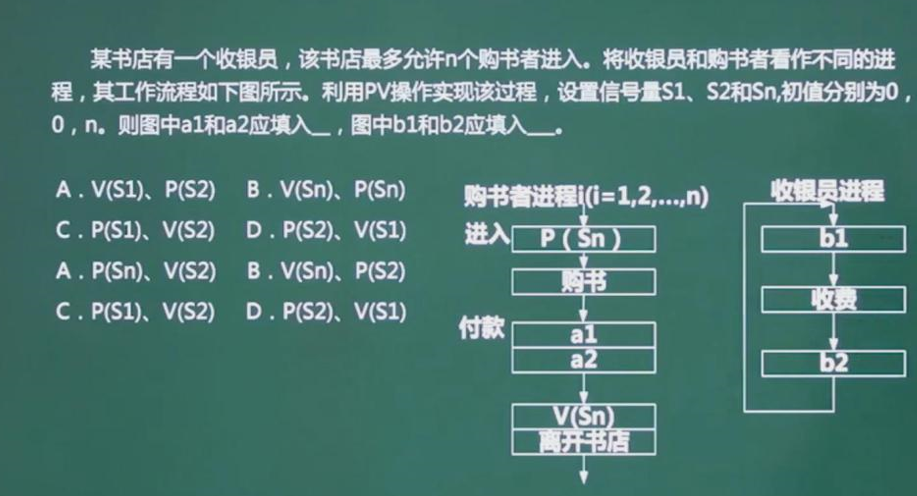 某书店有一个收银员，该书店最多允许n个购书者进入。将收银员和购书者看作不同的进
程，其工作流程如下图所示。利用PV操作实现该过程，设置信号量S1、S2和Sn,初值分别为0，
0，n。则图中a1和a2应填入__，图中b1和b2应填入___。
A．V(S1)、P(S2) B．V(Sn)、P(Sn)
C．P(S1)、V(S2) D．P(S2)、V(S1)
A．P(Sn)、V(S2) B．V(Sn)、P(S2)
C．P(S1)、V(S2) D．P(S2)、V(S1)
购书者进程i(i=1,2,...,n)
进入
P（Sn）
购书
付款
a1
a2
V(Sn)
离开书店
收银员进程
b1
收费
b2